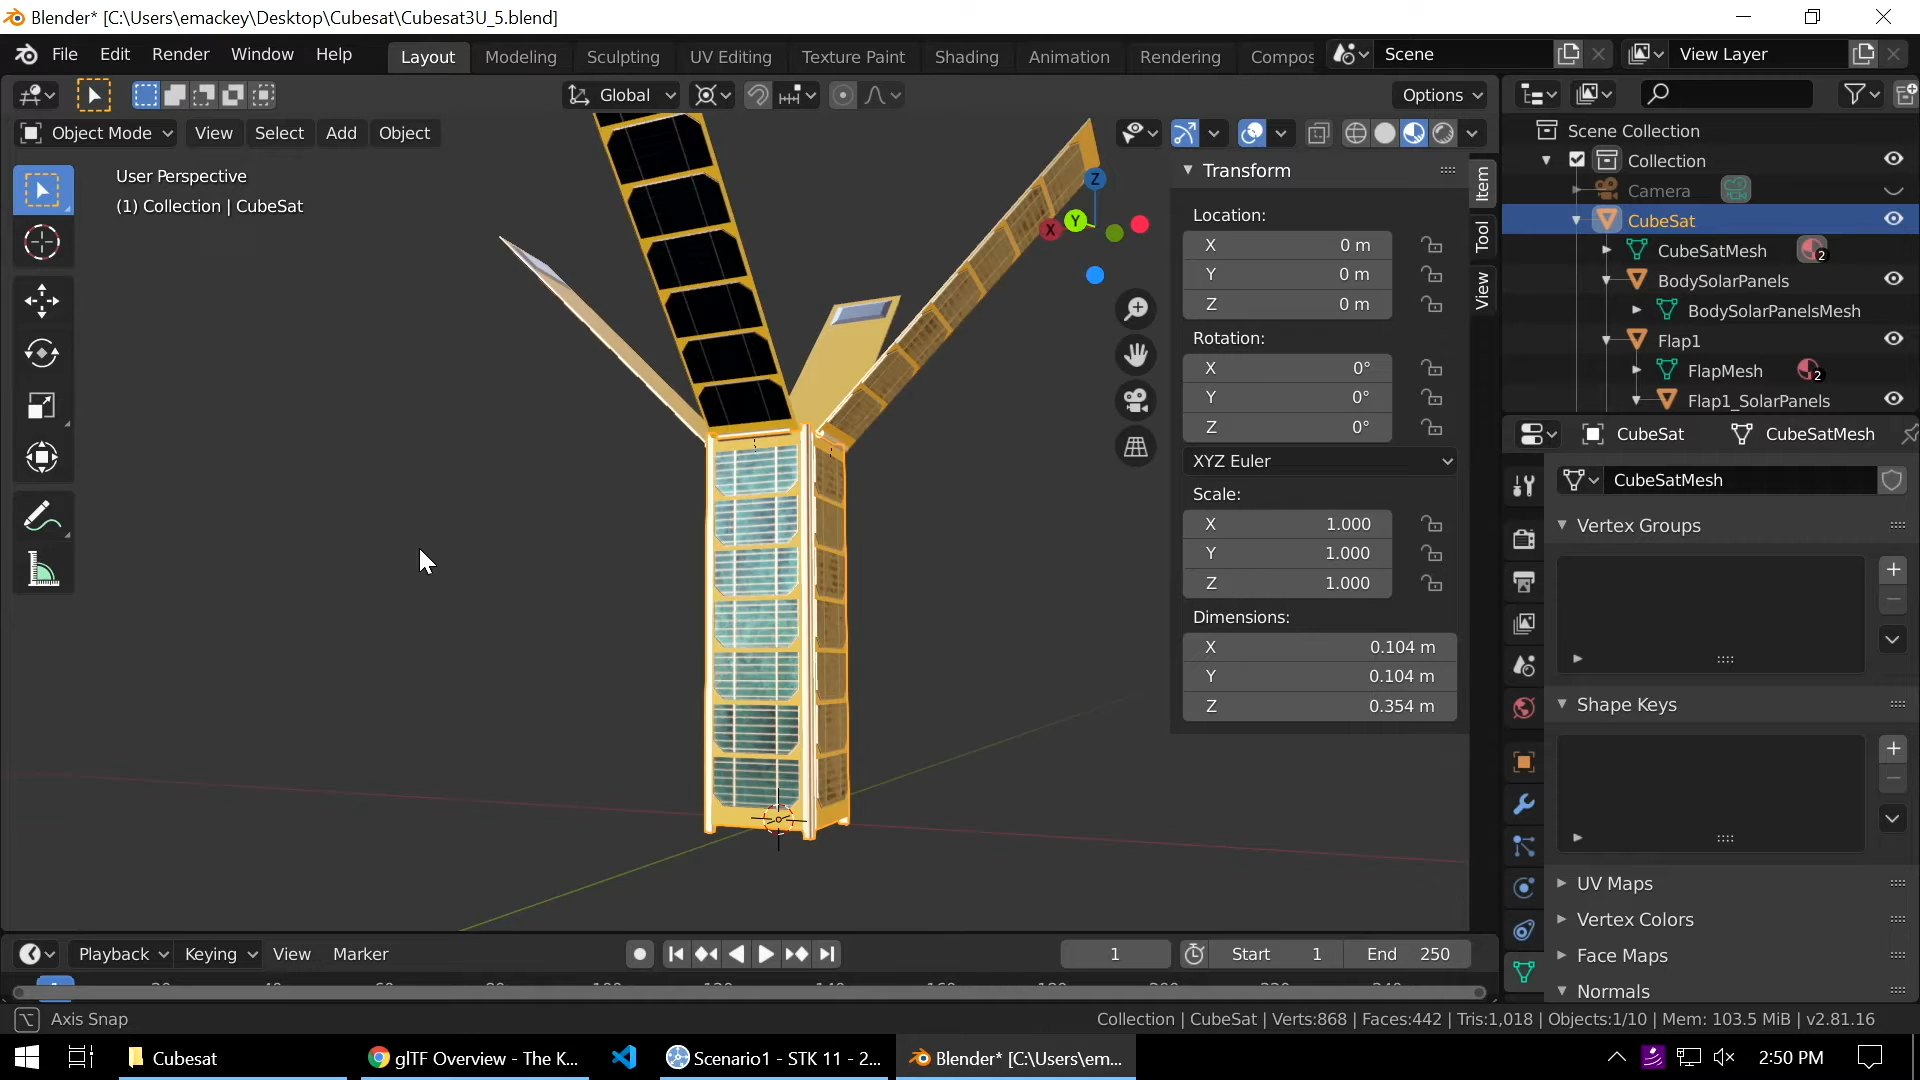 Blender* [C:\Users\emackey\Desktop\Cubesat\Cubesat3U_5.blend]
File Edit Render Window Help Layout Modeling Sculpting UV Editing Texture Paint Shading Animation Rendering Compos Scene View Layer
Global Options
Object Mode View Select Add Object
User Perspective
(1) Collection | CubeSat
Z
X
Y
Transform
Location:
X 0 m
Y 0 m
Z 0 m
Rotation:
X 0°
Y 0°
Z 0°
XYZ Euler
Scale:
X 1.000
Y 1.000
Z 1.000
Dimensions:
X 0.104 m
Y 0.104 m
Z 0.354 m
Item
Tool
View
Scene Collection
Collection
Camera
CubeSat
CubeSatMesh 2
BodySolarPanels
BodySolarPanelsMesh
Flap1
FlapMesh 2
Flap1_SolarPanels
CubeSat CubeSatMesh
CubeSatMesh
Vertex Groups
Shape Keys
UV Maps
Vertex Colors
Face Maps
Normals
Playback Keying View Marker 1 Start 1 End 250
Axis Snap
Collection | CubeSat | Verts:868 | Faces:442 | Tris:1,018 | Objects:1/10 | Mem: 103.5 MiB | v2.81.16
Cubesat glTF Overview - The K... Scenario1 - STK 11 - 2... Blender* [C:\Users\em... 2:50 PM